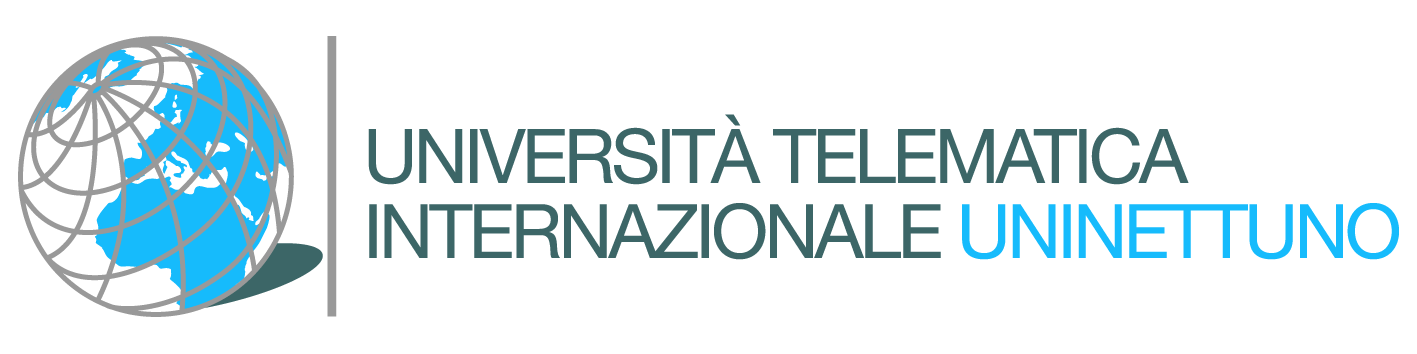 UNIVERSITÀ TELEMATICA
INTERNAZIONALE UNINETTUNO